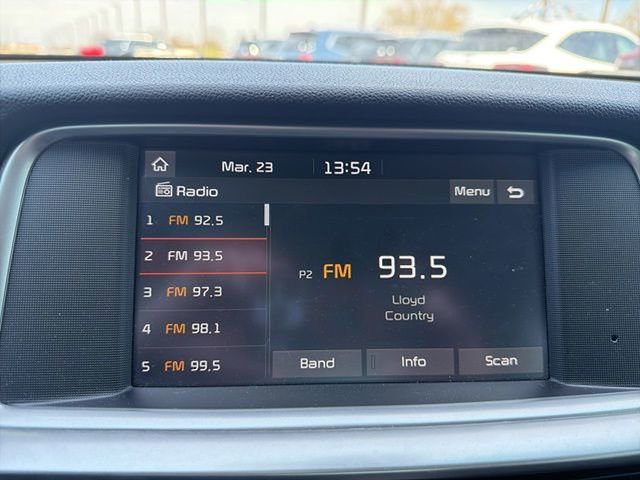 Mar. 23 13:54
Radio Menu
1 FM 92.5
2 FM 93.5
3 FM 97.3
4 FM 98.1
5 FM 99.5
P2 FM 93.5
Lloyd
Country
Band Info Scan